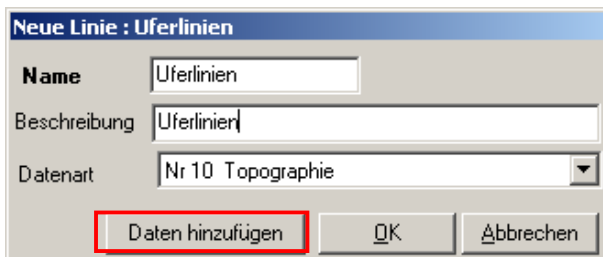 Neue Linie : Uferlinien
Name Uferlinien
Beschreibung Uferlinien
Datenart Nr 10 Topographie
Daten hinzufügen OK Abbrechen